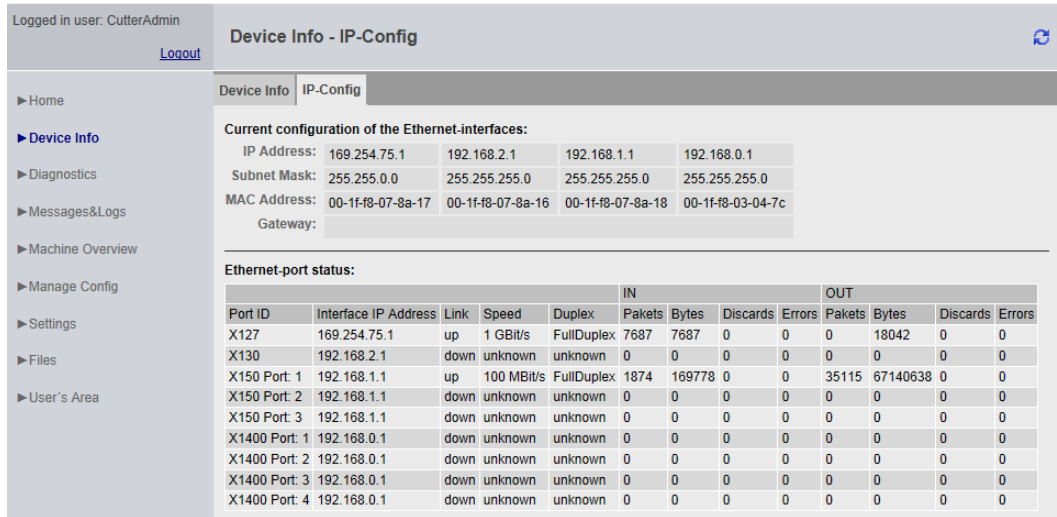 Logged in user: CutterAdmin
Logout
Device Info - IP-Config
►Home
►Device Info
►Diagnostics
►Messages&Logs
►Machine Overview
►Manage Config
►Settings
►Files
►User´s Area
Device Info IP-Config
Current configuration of the Ethernet-interfaces:
IP Address: 169.254.75.1 192.168.2.1 192.168.1.1 192.168.0.1
Subnet Mask: 255.255.0.0 255.255.255.0 255.255.255.0 255.255.255.0
MAC Address: 00-1f-f8-07-8a-17 00-1f-f8-07-8a-16 00-1f-f8-07-8a-18 00-1f-f8-03-04-7c
Gateway:
Ethernet-port status:
IN OUT
Port ID Interface IP Address Link Speed Duplex Pakets Bytes Discards Errors Pakets Bytes Discards Errors
X127 169.254.75.1 up 1 GBit/s FullDuplex 7687 7687 0 0 0 18042 0 0
X130 192.168.2.1 down unknown unknown 0 0 0 0 0 0 0 0
X150 Port: 1 192.168.1.1 up 100 MBit/s FullDuplex 1874 169778 0 0 35115 67140638 0 0
X150 Port: 2 192.168.1.1 down unknown unknown 0 0 0 0 0 0 0 0
X150 Port: 3 192.168.1.1 down unknown unknown 0 0 0 0 0 0 0 0
X1400 Port: 1 192.168.0.1 down unknown unknown 0 0 0 0 0 0 0 0
X1400 Port: 2 192.168.0.1 down unknown unknown 0 0 0 0 0 0 0 0
X1400 Port: 3 192.168.0.1 down unknown unknown 0 0 0 0 0 0 0 0
X1400 Port: 4 192.168.0.1 down unknown unknown 0 0 0 0 0 0 0 0